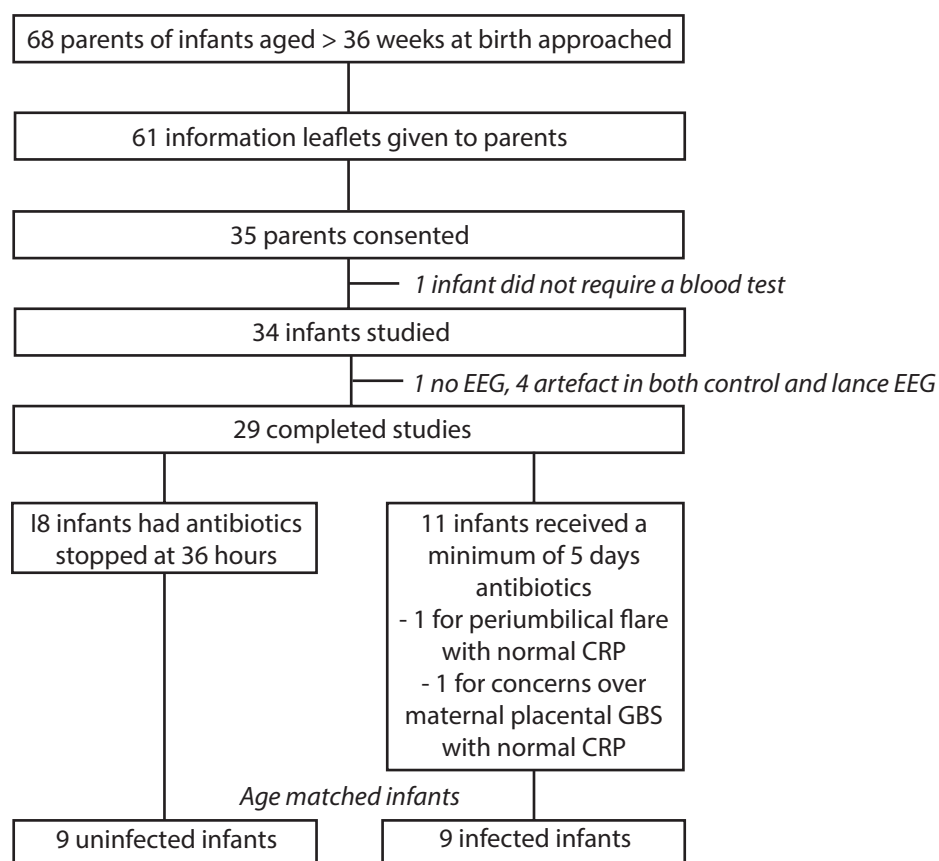 68 parents of infants aged > 36 weeks at birth approached
61 information leaflets given to parents
35 parents consented
1 infant did not require a blood test
34 infants studied
1 no EEG, 4 artefact in both control and lance EEG
29 completed studies
I8 infants had antibiotics
stopped at 36 hours
11 infants received a
minimum of 5 days
antibiotics
- 1 for periumbilical flare
with normal CRP
- 1 for concerns over
maternal placental GBS
with normal CRP
Age matched infants
9 uninfected infants
9 infected infants